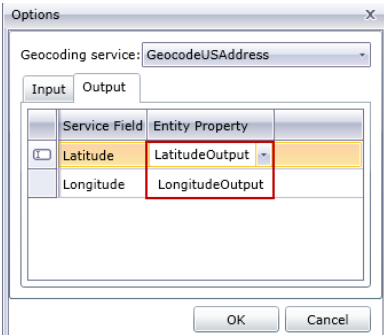 Options X
Geocoding service: GeocodeUSAddress
Input Output
Service Field Entity Property
Latitude LatitudeOutput
Longitude LongitudeOutput
OK Cancel